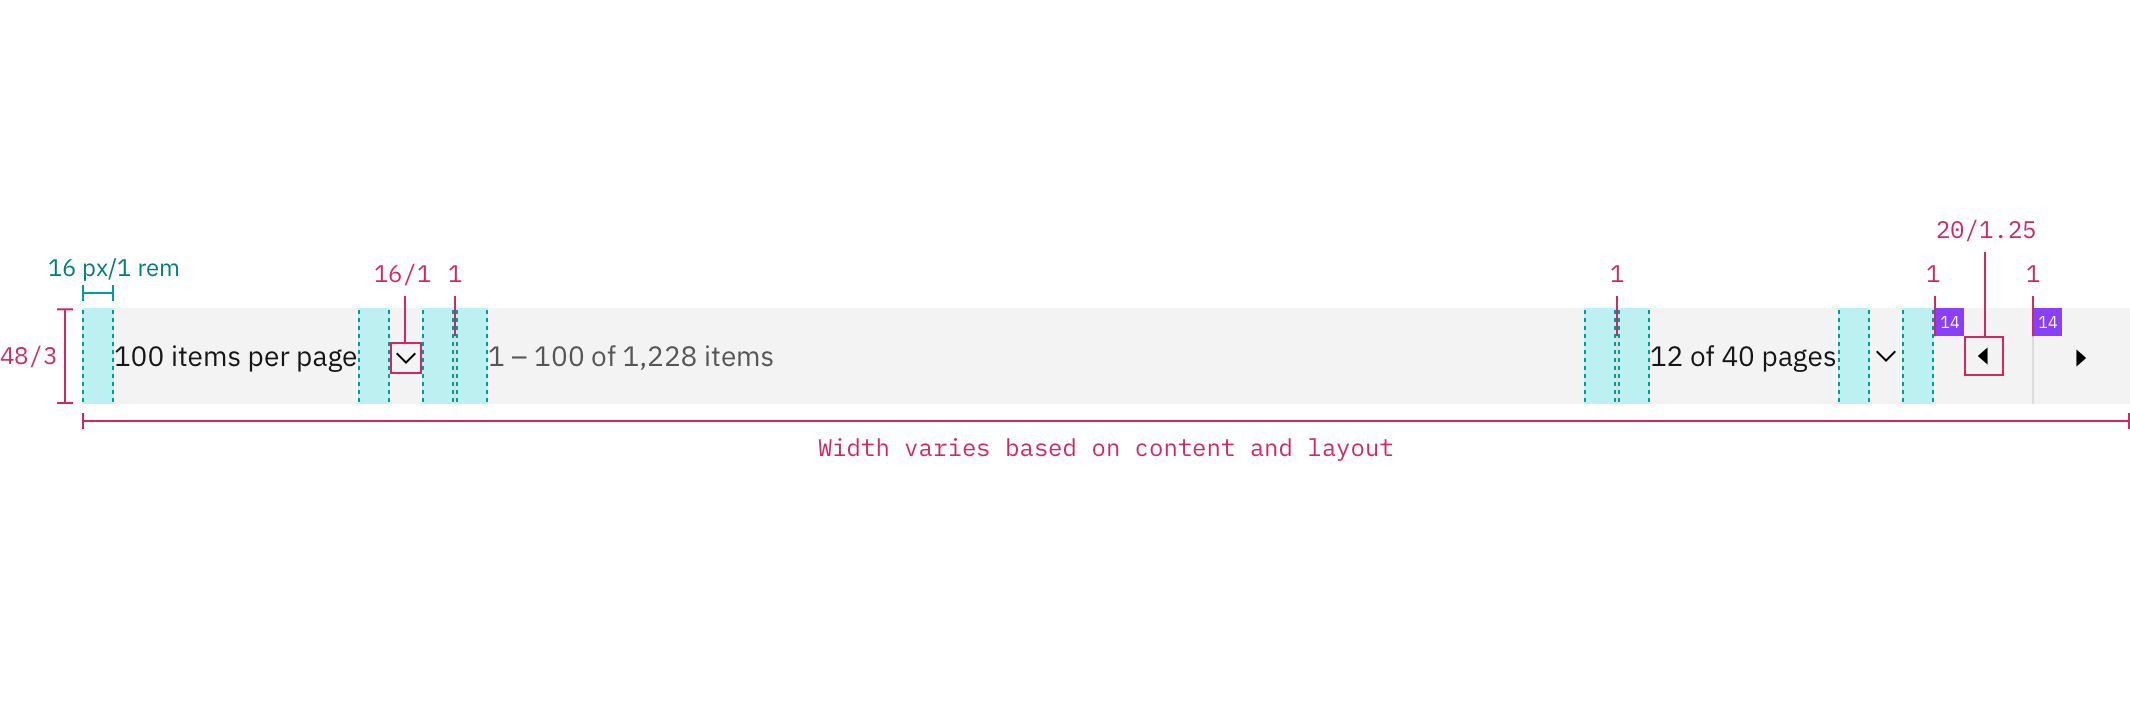 20/1.25
16 px/1 rem
16/1 1
1
1
1
14
14
48/3
100 items per page
1 – 100 of 1,228 items
12 of 40 pages
Width varies based on content and layout